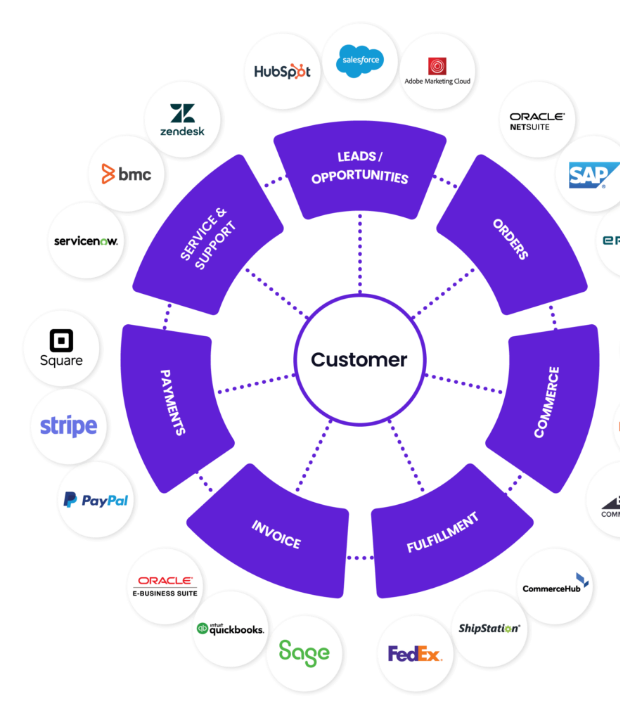 HubSpot
salesforce
Adobe Marketing Cloud
zendesk
ORACLE
NETSUITE
bmc
SAP
servicenow.
LEADS /
OPPORTUNITIES
SERVICE &
SUPPORT
ORDERS
Customer
Square
PAYMENTS
COMMERCE
stripe
PayPal
INVOICE
FULFILLMENT
ORACLE
E-BUSINESS SUITE
intuit
quickbooks.
Sage
FedEx.
ShipStation
CommerceHub